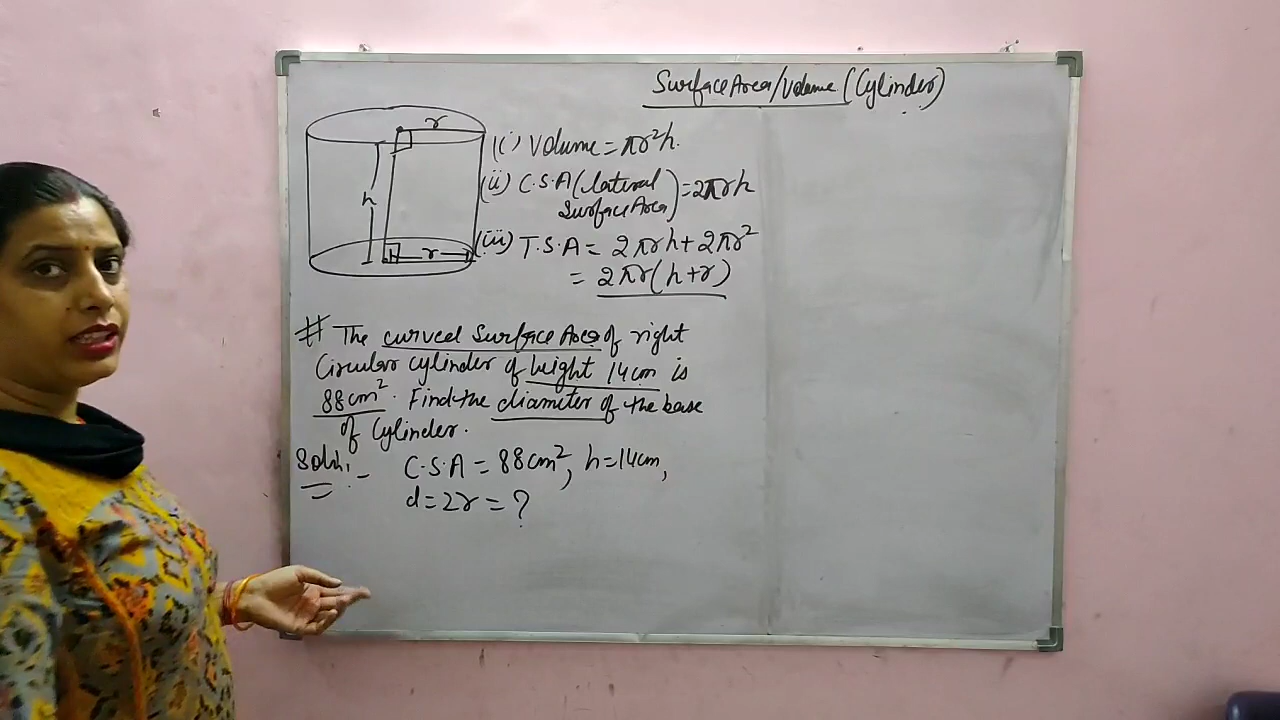 Surface Area/Volume (Cylinder)
r
h
r
(i) Volume = πr²h.
(ii) C.S.A (lateral Surface Area) = 2πrh
(iii) T.S.A = 2πrh + 2πr²
= 2πr(h+r)
# The curved Surface Area of right
Circular cylinder of height 14cm is
88cm². Find the diameter of the base
of Cylinder.
Soln:- C.S.A = 88cm², h=14cm,
d=2r = ?